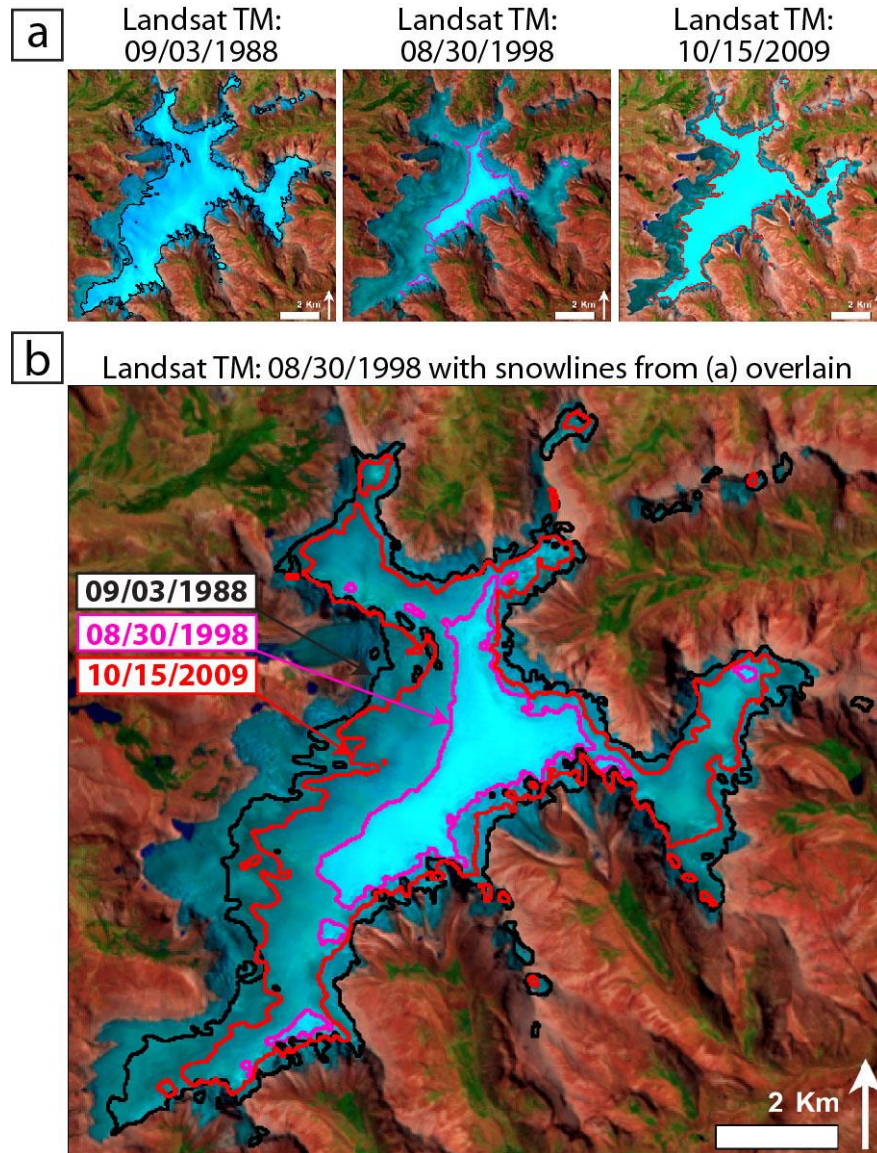 a
Landsat TM:
09/03/1988
Landsat TM:
08/30/1998
Landsat TM:
10/15/2009
2 Km
2 Km
2 Km
b
Landsat TM: 08/30/1998 with snowlines from (a) overlain
09/03/1988
08/30/1998
10/15/2009
2 Km